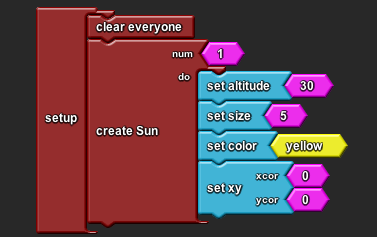 clear everyone
num 1
do
set altitude 30
set size 5
setup
create Sun
set color yellow
set xy
xcor 0
ycor 0